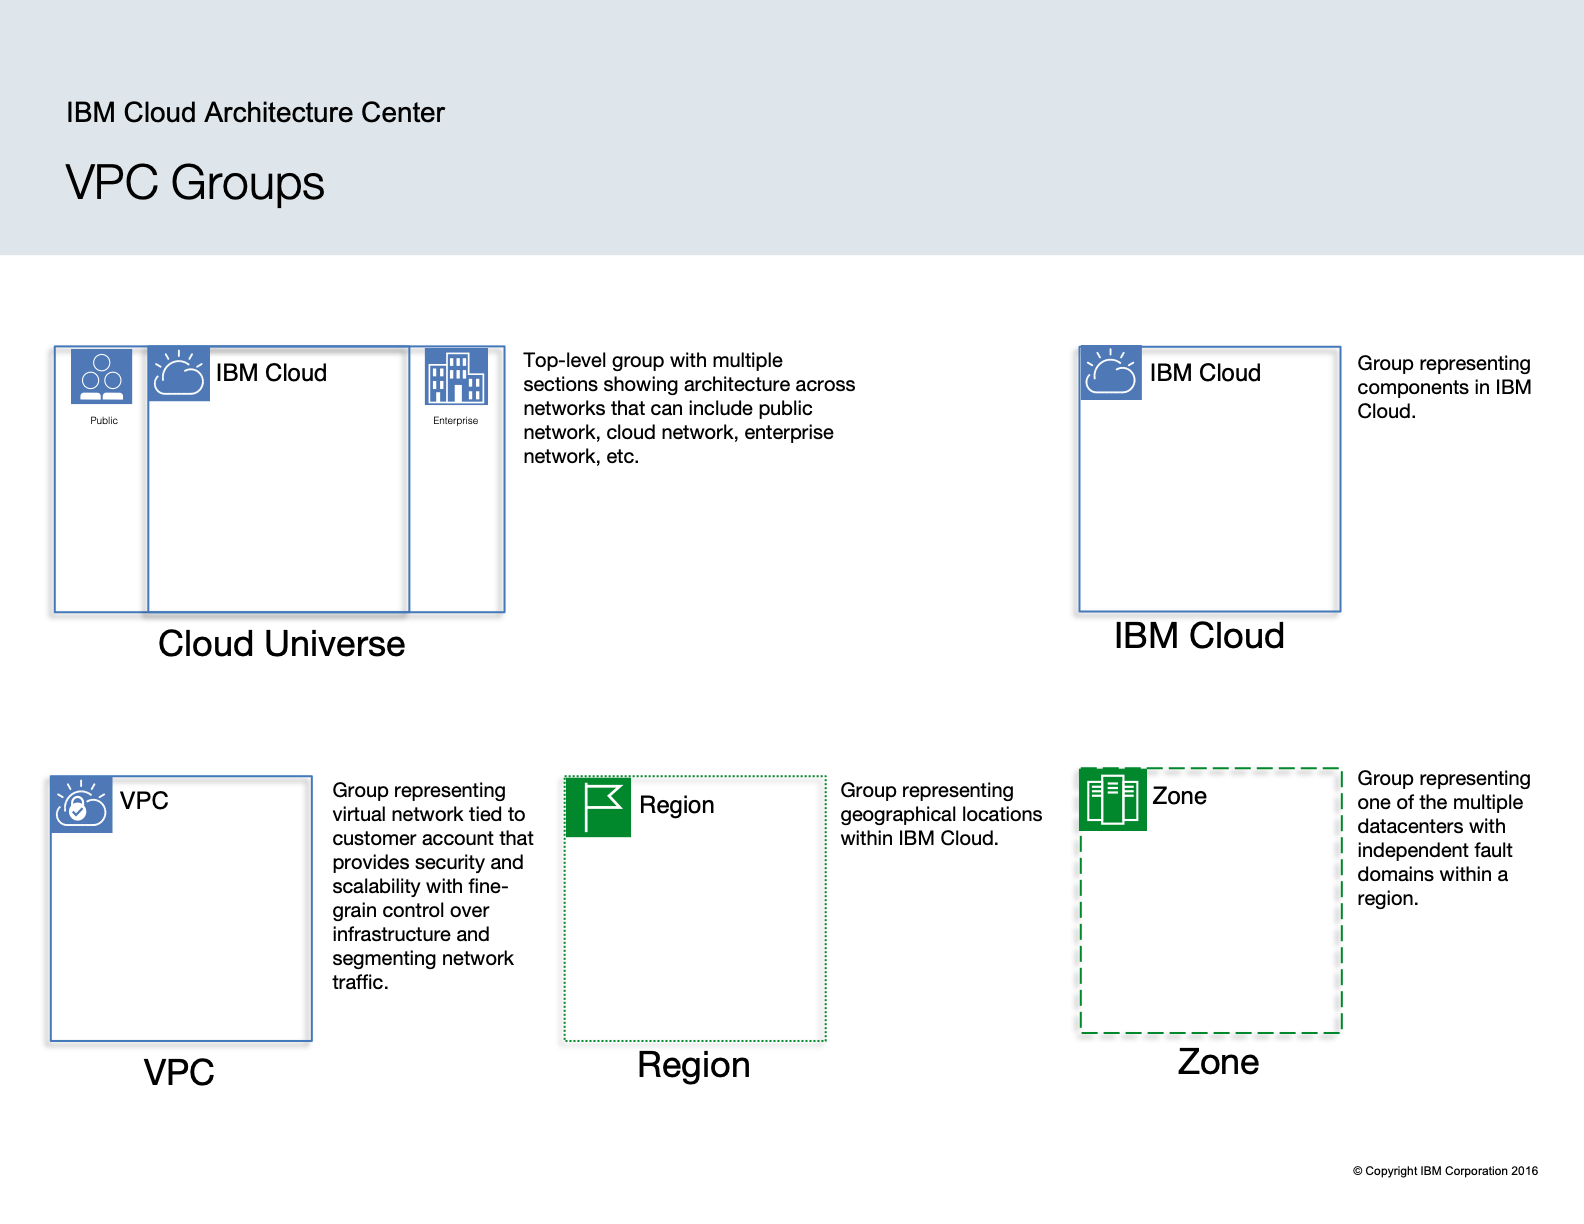 IBM Cloud Architecture Center
VPC Groups
Public
IBM Cloud
Enterprise
Top-level group with multiple
sections showing architecture across
networks that can include public
network, cloud network, enterprise
network, etc.
Cloud Universe
IBM Cloud
Group representing
components in IBM
Cloud.
IBM Cloud
VPC
Group representing
virtual network tied to
customer account that
provides security and
scalability with fine-
grain control over
infrastructure and
segmenting network
traffic.
VPC
Region
Group representing
geographical locations
within IBM Cloud.
Region
Zone
Group representing
one of the multiple
datacenters with
independent fault
domains within a
region.
Zone
© Copyright IBM Corporation 2016